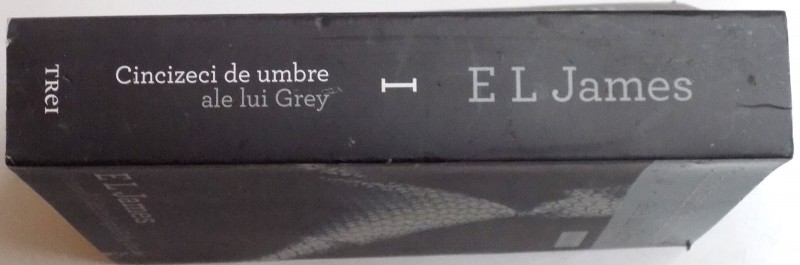 TREI
Cincizeci de umbre
ale lui Grey
I
E L James
E L James